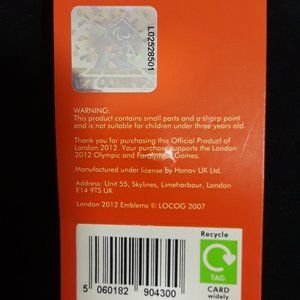 L02528501
WARNING:
This product contains small parts and a sharp point
and is not suitable for children under three years old.
Thank you for purchasing this Official Product of
London 2012. Your purchase supports the London
2012 Olympic and Paralympic Games.
Manufactured under license by Honav UK Ltd.
Address: Unit 55, Skylines, Limeharbour, London
E14 9TS UK
London 2012 Emblems © LOCOG 2007
Recycle
TAG
CARD
widely
5 060182 904300